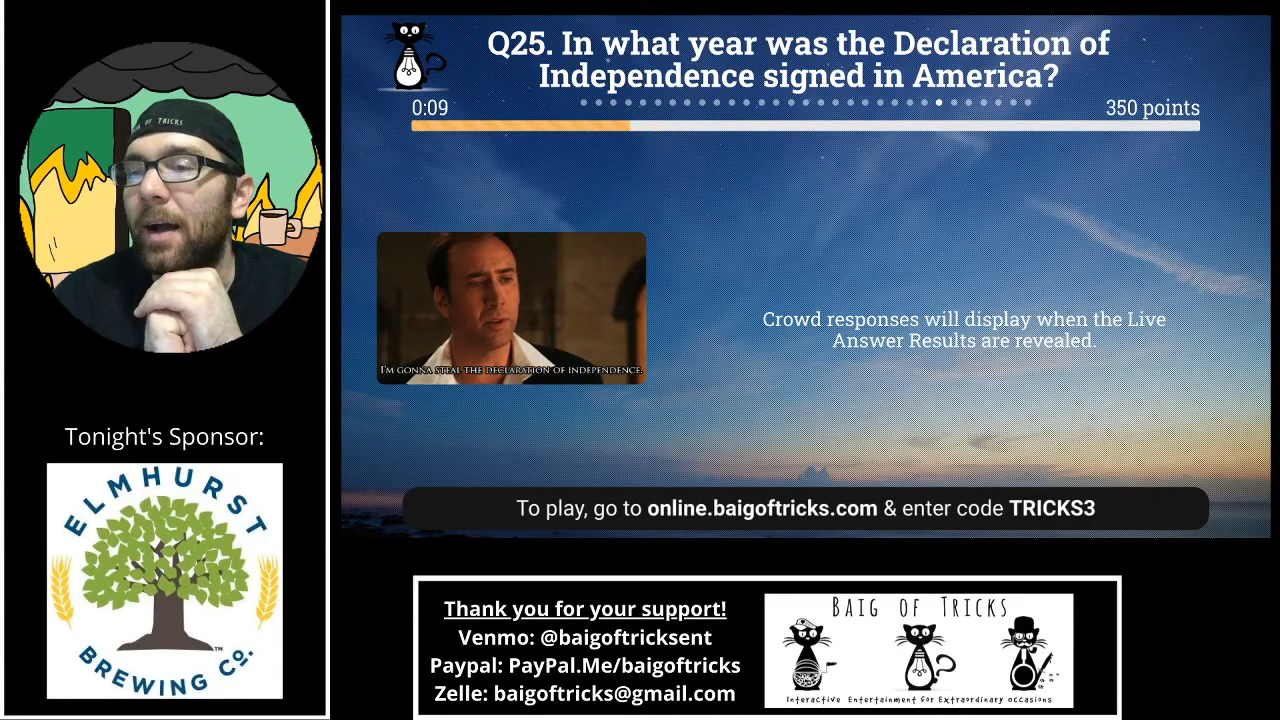 OF TRICKS
Tonight's Sponsor:
ELMHURST
BREWING CO.
TM
Q25. In what year was the Declaration of
Independence signed in America?
0:09
350 points
I'M GONNA STEAL THE DECLARATION OF INDEPENDENCE.
Crowd responses will display when the Live
Answer Results are revealed.
To play, go to online.baigoftricks.com & enter code TRICKS3
Thank you for your support!
Venmo: @baigoftricksent
Paypal: PayPal.Me/baigoftricks
Zelle: baigoftricks@gmail.com
BAIG OF TRICKS
Interactive Entertainment for Extraordinary occasions